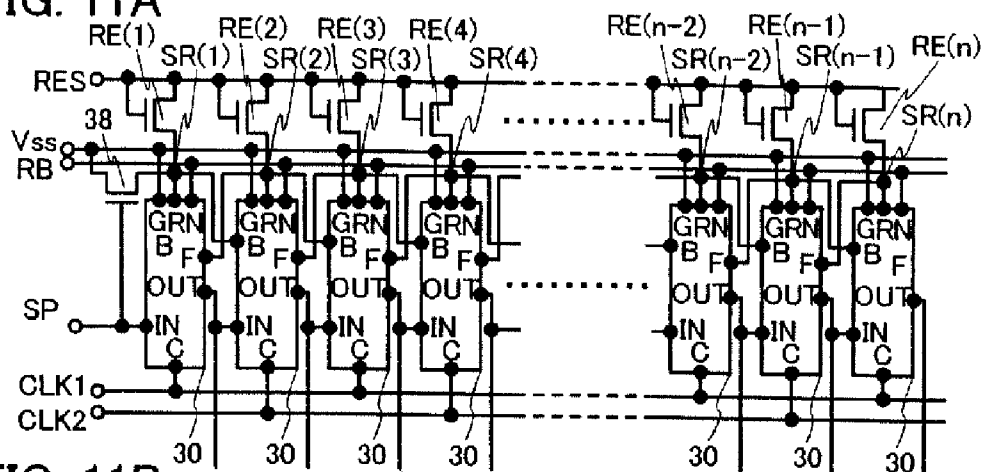 FIG. 11A
RE(1) RE(2) RE(3) RE(4) RE(n-2) RE(n-1) RE(n)
SR(1) SR(2) SR(3) SR(4) SR(n-2) SR(n-1) SR(n)
RES
38
Vss
RB
GRN GRN GRN GRN GRN GRN GRN
B B B B B B B
F F F F F F F
OUT OUT OUT OUT OUT OUT OUT
SP
IN IN IN IN IN IN IN
C C C C C C C
CLK1
CLK2
30 30 30 30 30 30 30
FIG. 11B